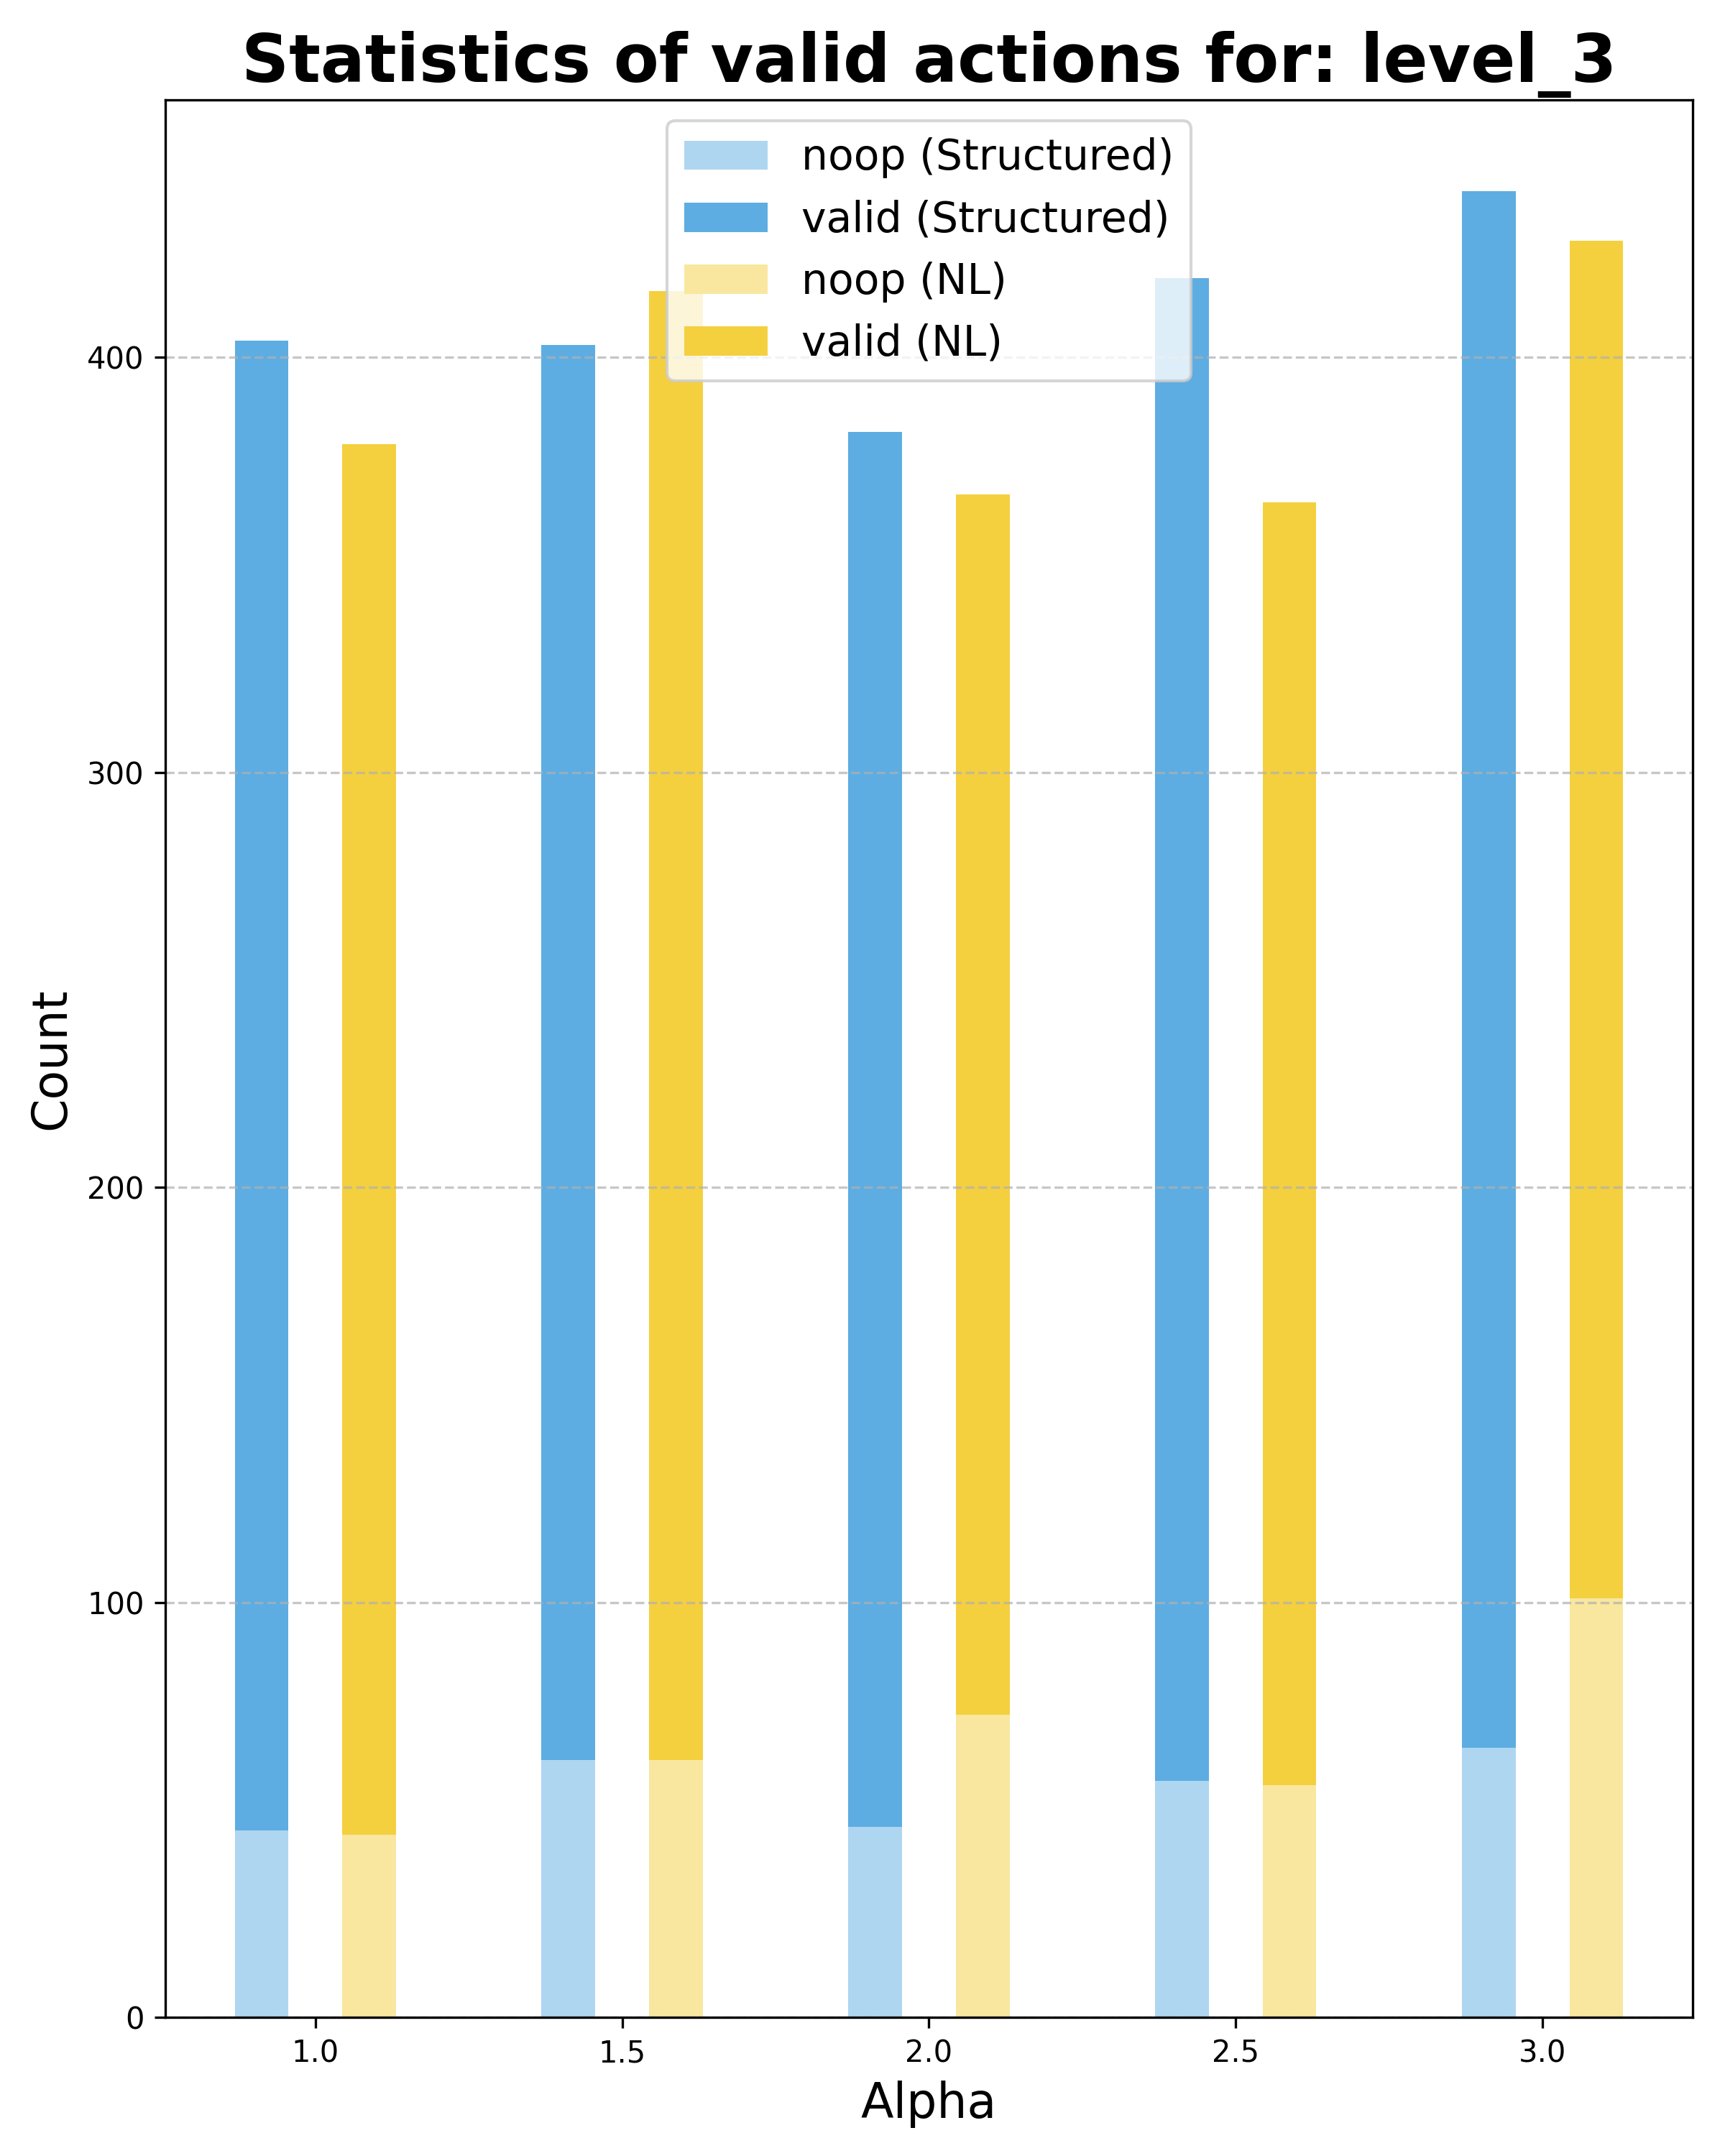 Statistics of valid actions for: level_3
noop (Structured)
valid (Structured)
noop (NL)
valid (NL)
400
300
200
100
0
Count
1.0 1.5 2.0 2.5 3.0
Alpha